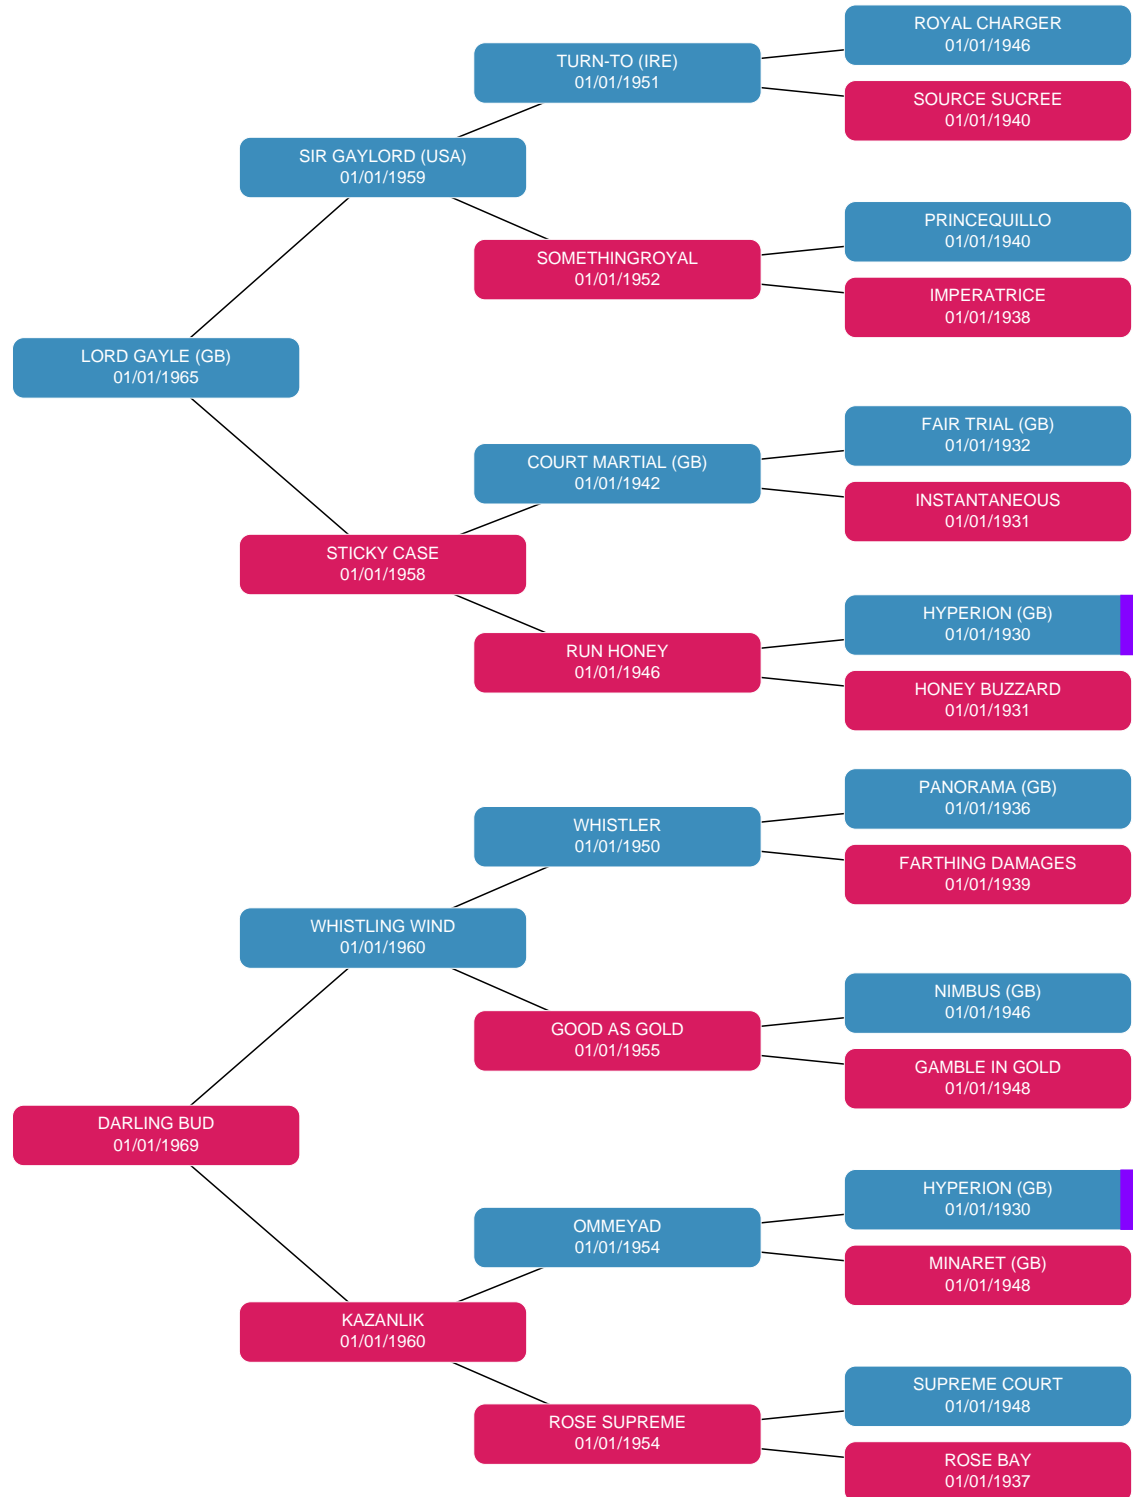 ROYAL CHARGER
01/01/1946
TURN-TO (IRE)
01/01/1951
SOURCE SUCREE
01/01/1940
SIR GAYLORD (USA)
01/01/1959
PRINCEQUILLO
01/01/1940
SOMETHINGROYAL
01/01/1952
IMPERATRICE
01/01/1938
LORD GAYLE (GB)
01/01/1965
FAIR TRIAL (GB)
01/01/1932
COURT MARTIAL (GB)
01/01/1942
INSTANTANEOUS
01/01/1931
STICKY CASE
01/01/1958
HYPERION (GB)
01/01/1930
RUN HONEY
01/01/1946
HONEY BUZZARD
01/01/1931
PANORAMA (GB)
01/01/1936
WHISTLER
01/01/1950
FARTHING DAMAGES
01/01/1939
WHISTLING WIND
01/01/1960
NIMBUS (GB)
01/01/1946
GOOD AS GOLD
01/01/1955
GAMBLE IN GOLD
01/01/1948
DARLING BUD
01/01/1969
HYPERION (GB)
01/01/1930
OMMEYAD
01/01/1954
MINARET (GB)
01/01/1948
KAZANLIK
01/01/1960
SUPREME COURT
01/01/1948
ROSE SUPREME
01/01/1954
ROSE BAY
01/01/1937